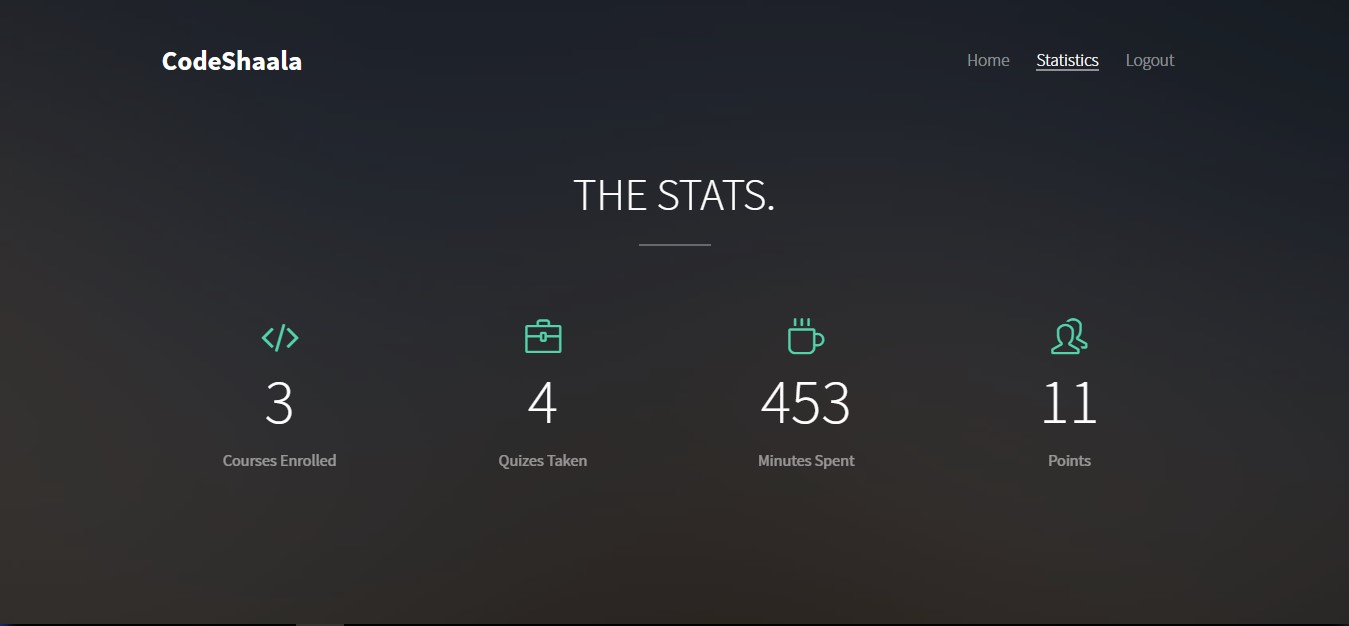 CodeShaala
Home Statistics Logout
THE STATS.
3 4 453 11
Courses Enrolled Quizes Taken Minutes Spent Points